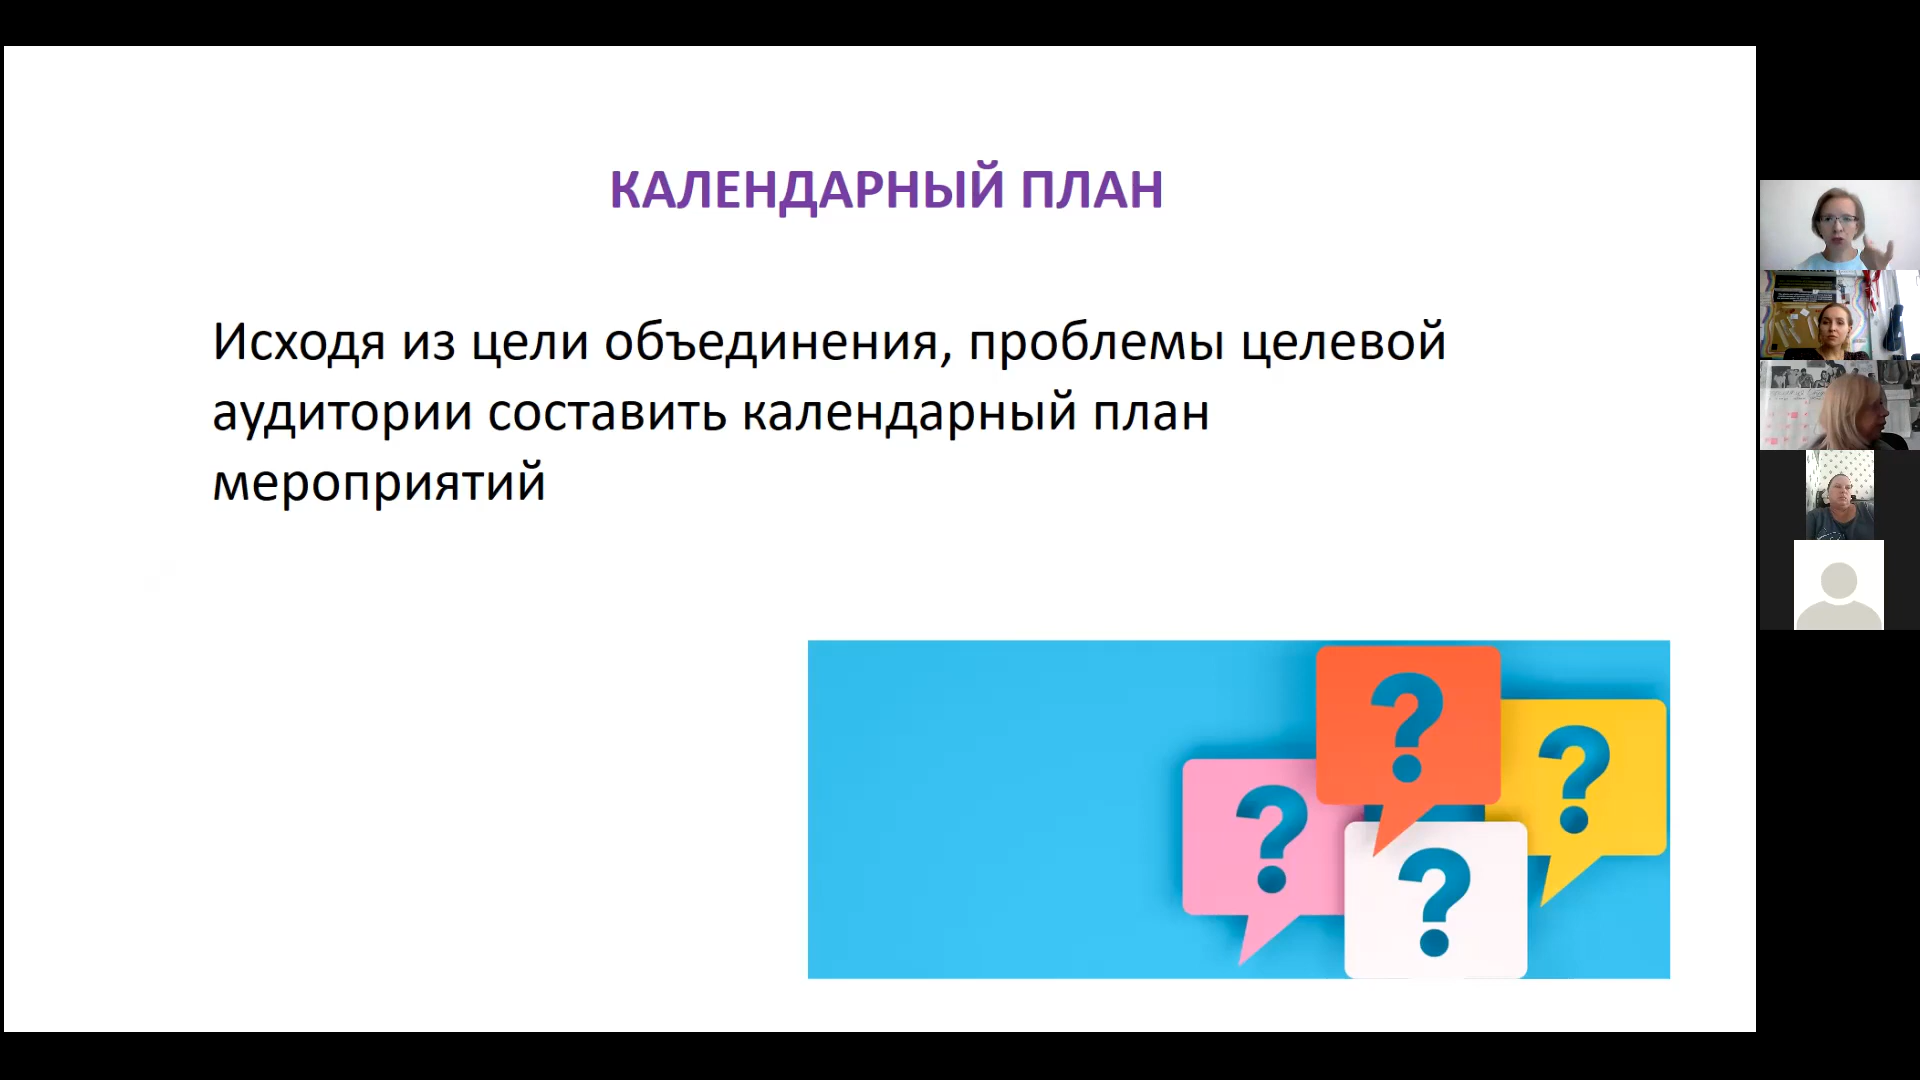 КАЛЕНДАРНЫЙ ПЛАН
Исходя из цели объединения, проблемы целевой
аудитории составить календарный план
мероприятий
? ? ? ?